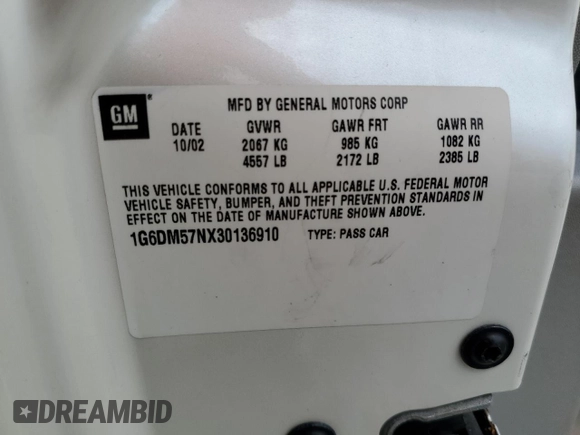 GM
MFD BY GENERAL MOTORS CORP
DATE GVWR GAWR FRT GAWR RR
10/02 2067 KG 985 KG 1082 KG
4557 LB 2172 LB 2385 LB
THIS VEHICLE CONFORMS TO ALL APPLICABLE U.S. FEDERAL MOTOR
VEHICLE SAFETY, BUMPER, AND THEFT PREVENTION STANDARDS IN
EFFECT ON THE DATE OF MANUFACTURE SHOWN ABOVE.
1G6DM57NX30136910 TYPE: PASS CAR
DREAMBID